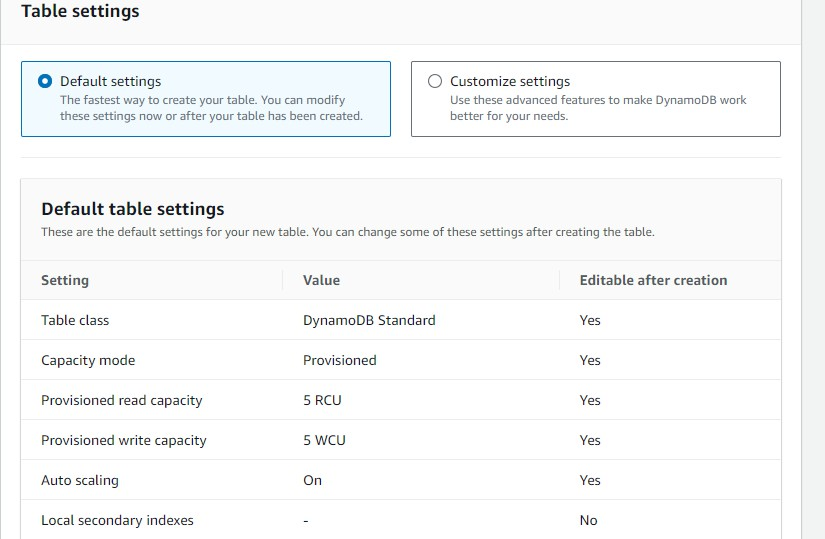 Table settings
Default settings
The fastest way to create your table. You can modify
these settings now or after your table has been created.
Customize settings
Use these advanced features to make DynamoDB work
better for your needs.
Default table settings
These are the default settings for your new table. You can change some of these settings after creating the table.
Setting Value Editable after creation
Table class DynamoDB Standard Yes
Capacity mode Provisioned Yes
Provisioned read capacity 5 RCU Yes
Provisioned write capacity 5 WCU Yes
Auto scaling On Yes
Local secondary indexes - No